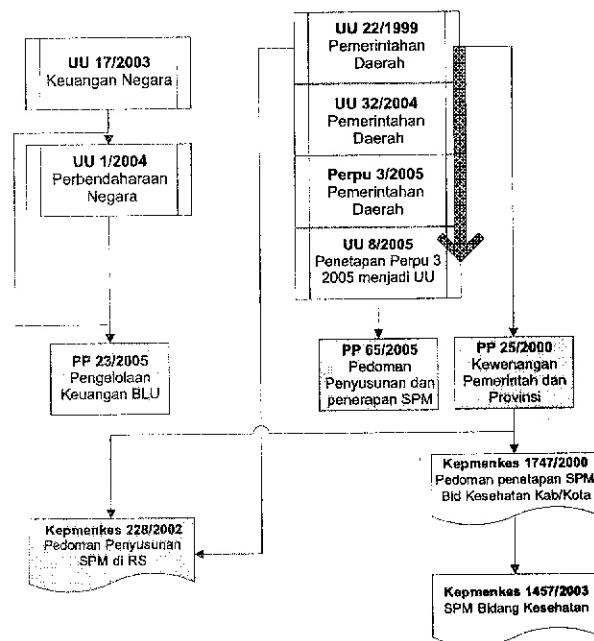 UU 17/2003
Keuangan Negara
UU 1/2004
Perbendaharaan
Negara
PP 23/2005
Pengelolaan
Keuangan BLU
UU 22/1999
Pemerintahan
Daerah
UU 32/2004
Pemerintahan
Daerah
Perpu 3/2005
Pemerintahan
Daerah
UU 8/2005
Penetapan Perpu 3
2005 menjadi UU
PP 65/2005
Pedoman
Penyusunan dan
penerapan SPM
PP 25/2000
Kewenangan
Pemerintah dan
Provinsi
Kepmenkes 1747/2000
Pedoman penetapan SPM
Bid Kesehatan Kab/Kota
Kepmenkes 228/2002
Pedoman Penyusunan
SPM di RS
Kepmenkes 1457/2003
SPM Bidang Kesehatan